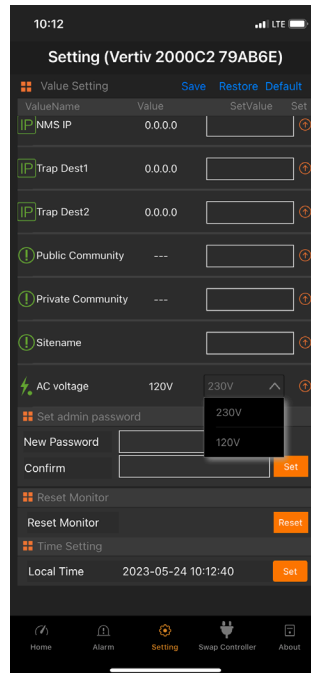 10:12
LTE
Setting (Vertiv 2000C2 79AB6E)
Value Setting Save Restore Default
ValueName Value SetValue Set
IP NMS IP 0.0.0.0
IP Trap Dest1 0.0.0.0
IP Trap Dest2 0.0.0.0
Public Community ---
Private Community ---
Sitename
AC voltage 120V 230V
230V
120V
Set admin password
New Password
Confirm Set
Reset Monitor
Reset Monitor Reset
Time Setting
Local Time 2023-05-24 10:12:40 Set
Home Alarm Setting Swap Controller About